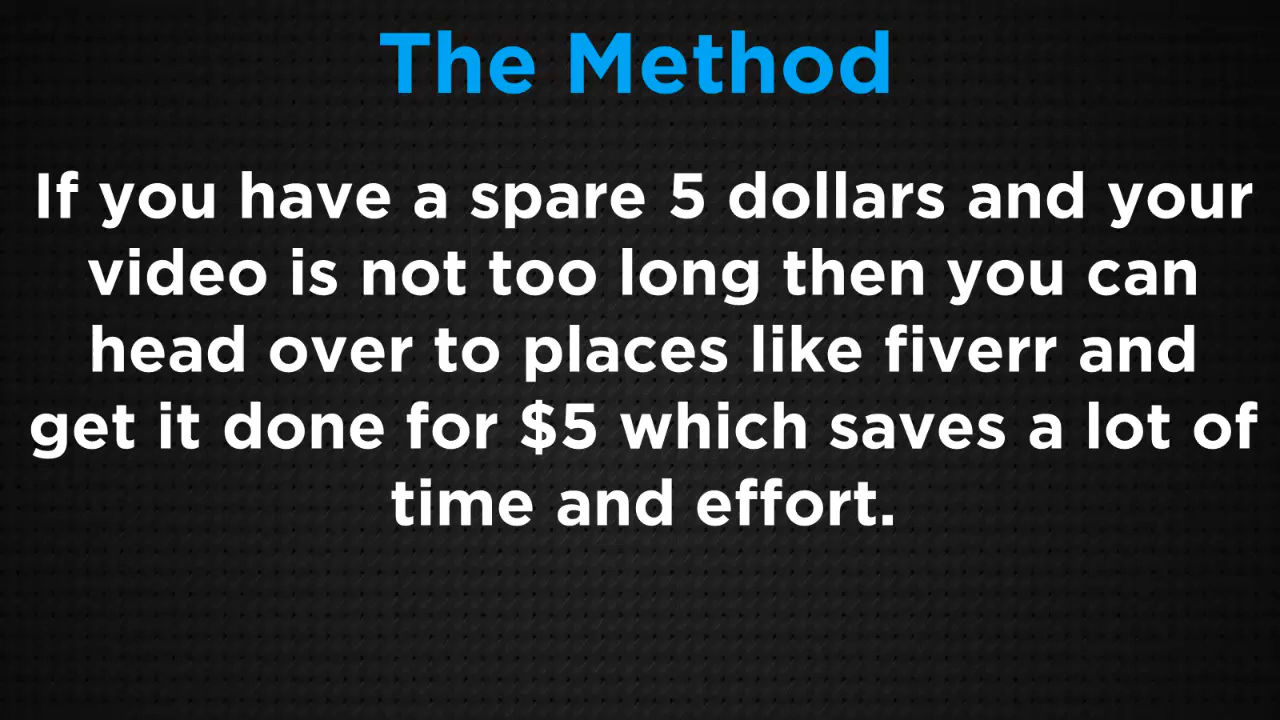 The Method
If you have a spare 5 dollars and your
video is not too long then you can
head over to places like fiverr and
get it done for $5 which saves a lot of
time and effort.